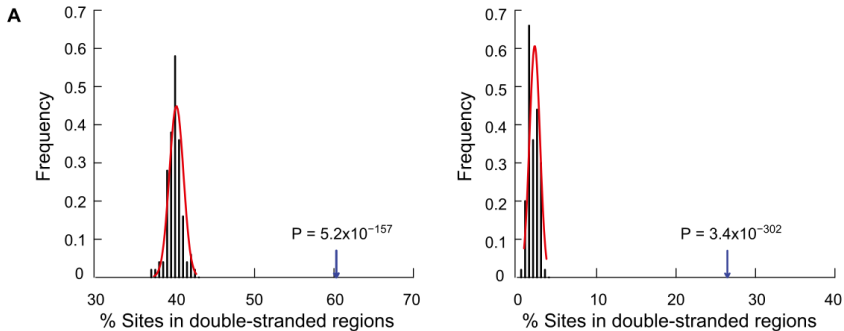 A
0.7
0.6
0.5
0.4
0.3
0.2
0.1
0
Frequency
P = 5.2x10⁻¹⁵⁷
30 40 50 60 70
% Sites in double-stranded regions
0.7
0.6
0.5
0.4
0.3
0.2
0.1
0
Frequency
P = 3.4x10⁻³⁰²
0 10 20 30 40
% Sites in double-stranded regions